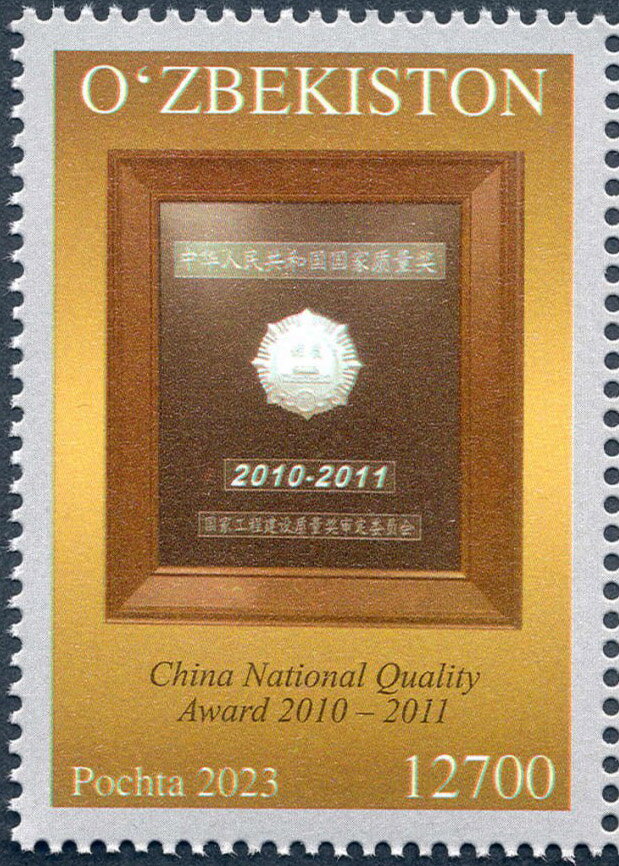 O‘ZBEKISTON
中华人民共和国国家质量奖
2010-2011
国家工程建设质量奖审定委员会
China National Quality
Award 2010 – 2011
Pochta 2023
12700